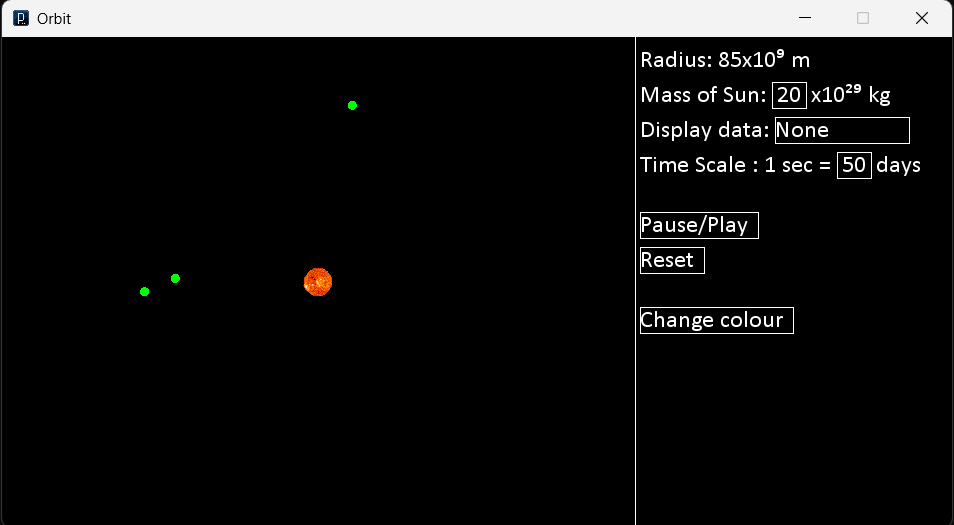 Orbit
Radius: 85x10⁹ m
Mass of Sun: 20 x10²⁹ kg
Display data: None
Time Scale : 1 sec = 50 days
Pause/Play
Reset
Change colour